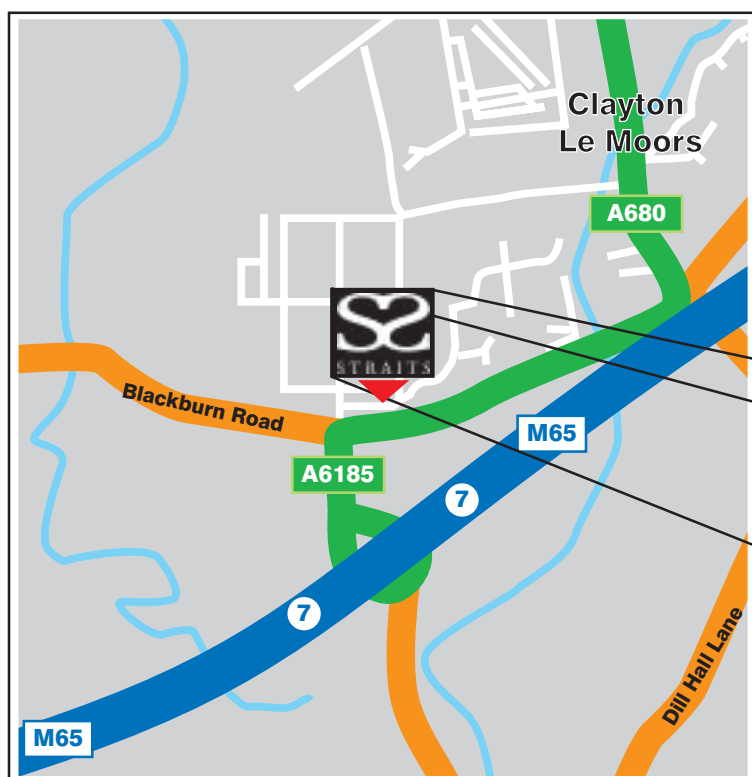 Clayton
Le Moors
A680
STRAITS
Blackburn Road
M65
A6185
7
7
Dill Hall Lane
M65